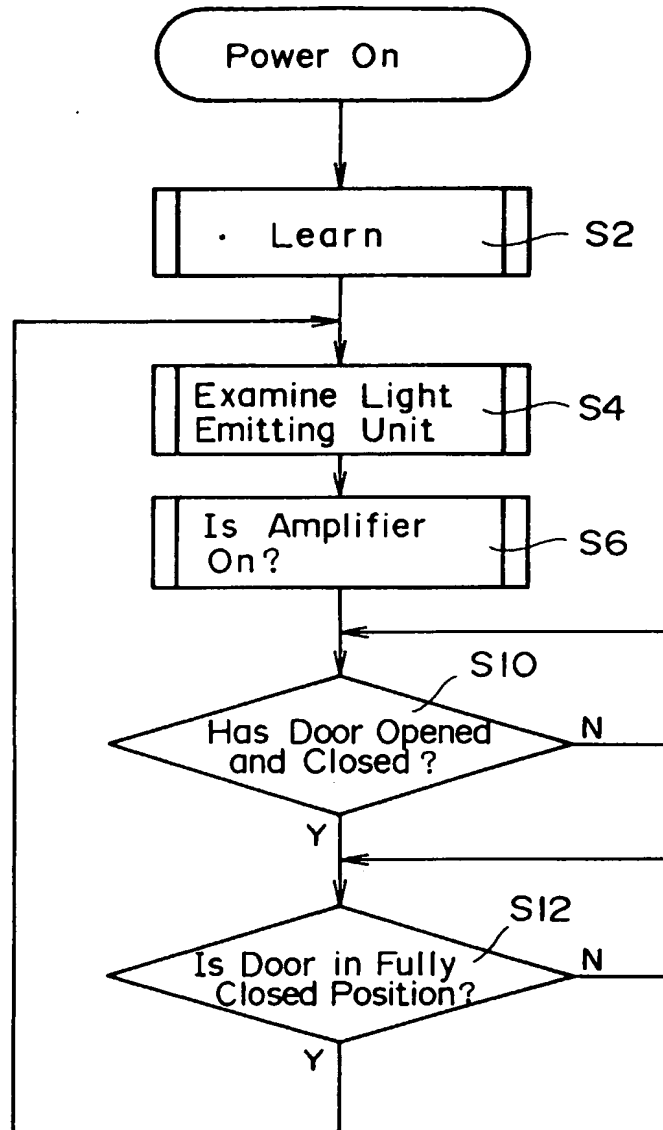 Power On
Learn
S2
Examine Light
Emitting Unit
S4
Is Amplifier
On?
S6
S10
Has Door Opened
and Closed?
N
Y
S12
Is Door in Fully
Closed Position?
N
Y